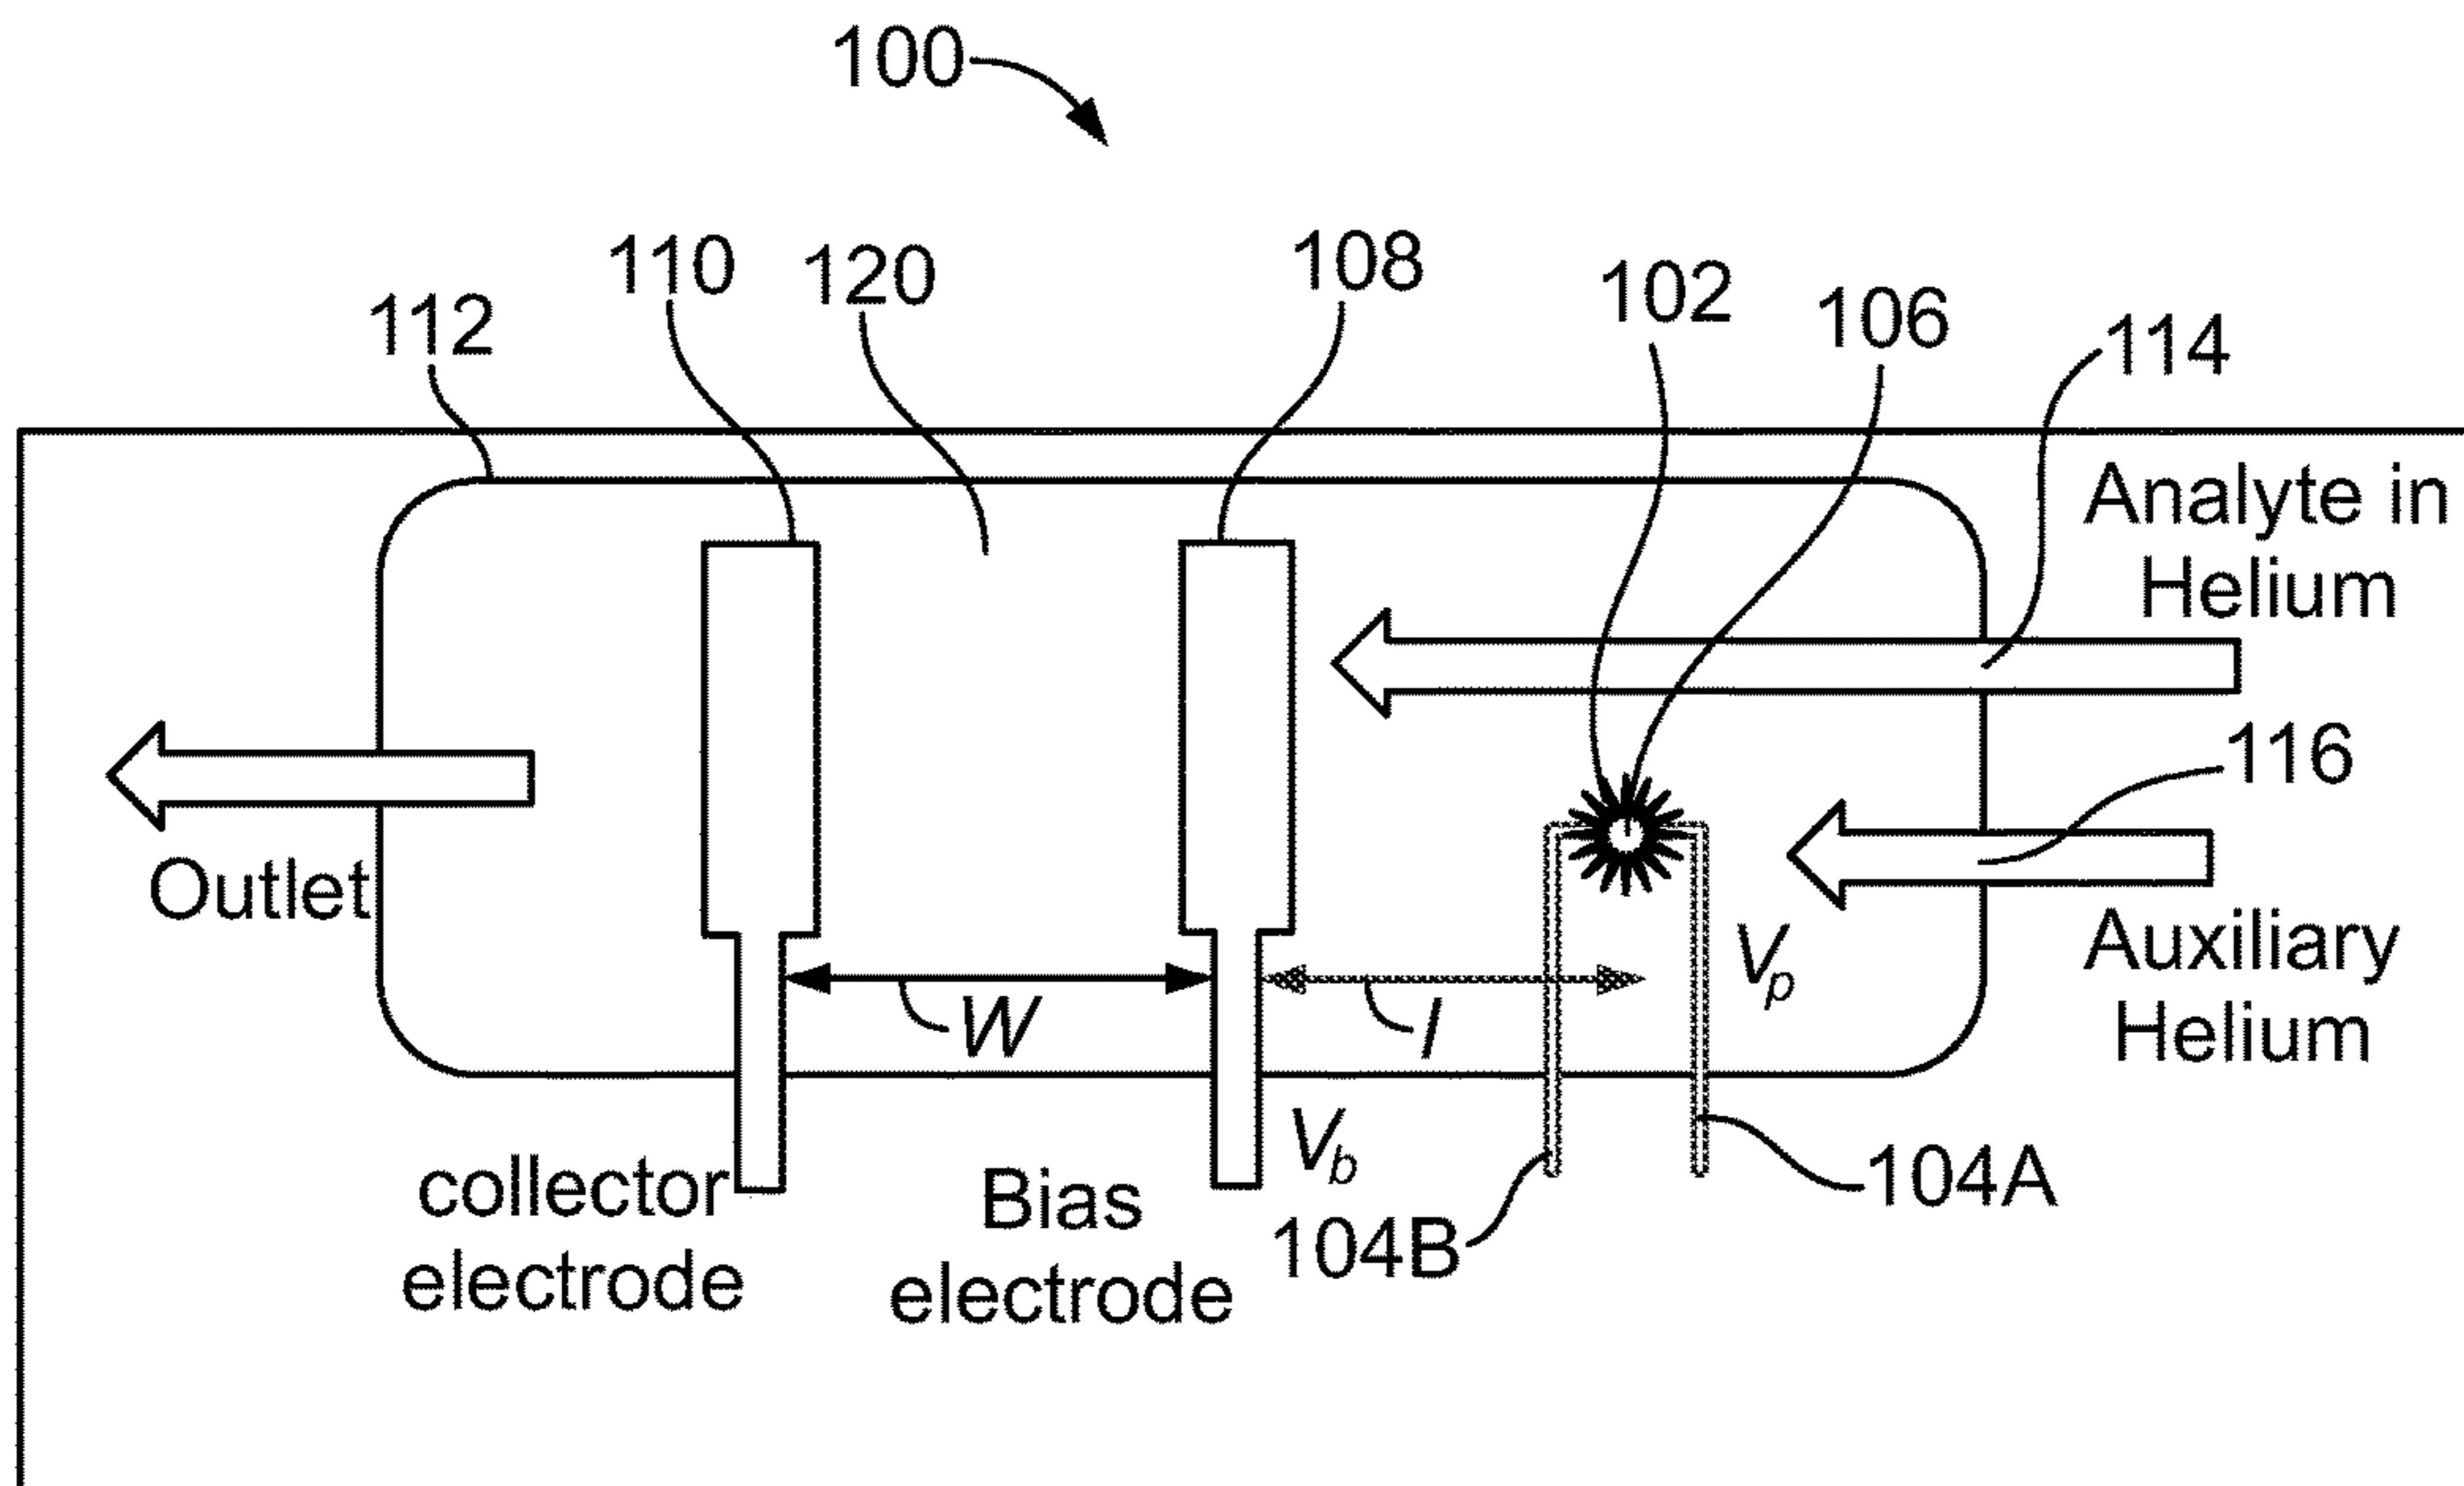 100
110
120
108
112
102
106
114
Analyte in
Helium
116
Outlet
Auxiliary
Helium
Vp
W
l
Vb
collector
electrode
Bias
electrode
104B
104A